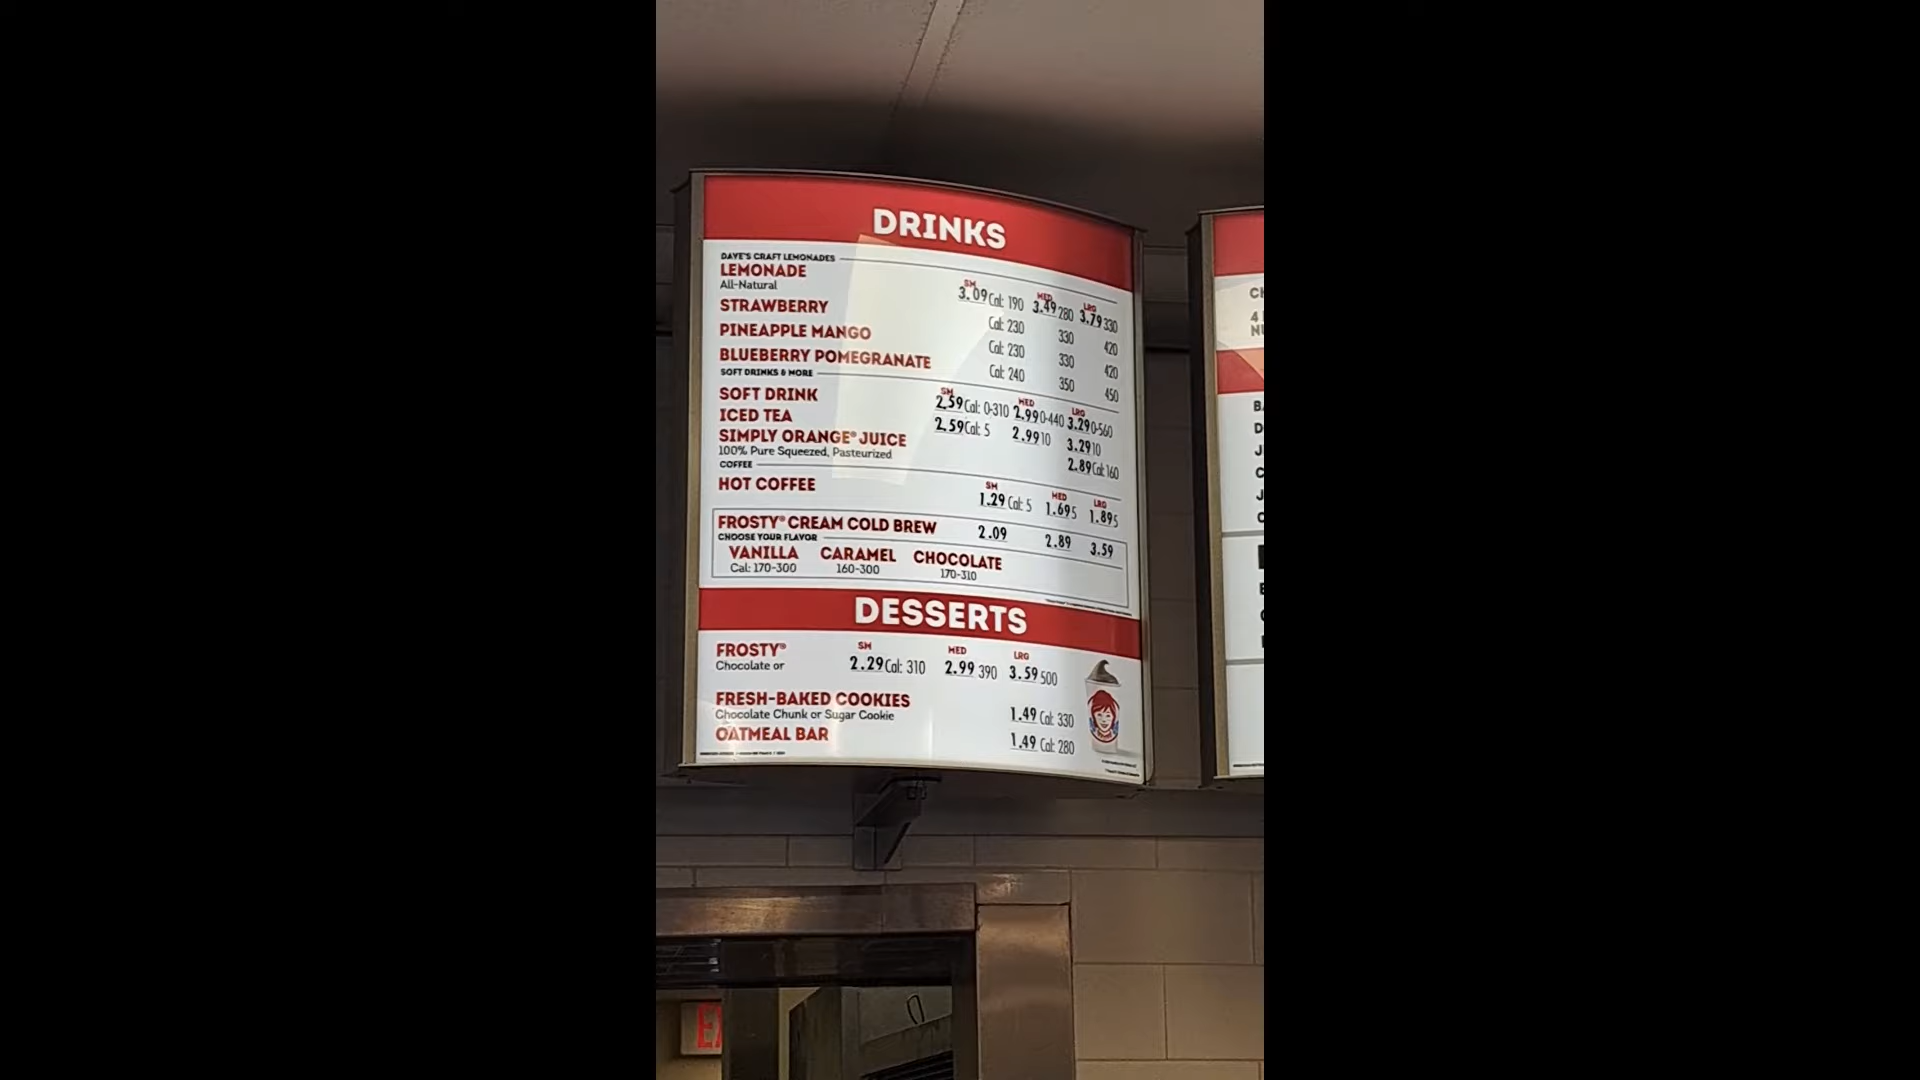 DRINKS
DAVE'S CRAFT LEMONADES
SM MED LRG
LEMONADE 3.09 Cal: 190 3.49 280 3.79 330
All-Natural
STRAWBERRY Cal: 230 330 420
PINEAPPLE MANGO Cal: 230 330 420
BLUEBERRY POMEGRANATE Cal: 240 350 450
SOFT DRINKS & MORE
SM MED LRG
SOFT DRINK 2.59 Cal: 0-310 2.99 0-440 3.29 0-560
ICED TEA 2.59 Cal: 5 2.99 10 3.29 10
SIMPLY ORANGE® JUICE 2.89 Cal: 160
100% Pure Squeezed, Pasteurized
COFFEE
SM MED LRG
HOT COFFEE 1.29 Cal: 5 1.69 5 1.89 5
FROSTY® CREAM COLD BREW 2.09 2.89 3.59
CHOOSE YOUR FLAVOR
VANILLA CARAMEL CHOCOLATE
Cal: 170-300 160-300 170-310
DESSERTS
SM MED LRG
FROSTY® 2.29 Cal: 310 2.99 390 3.59 500
Chocolate or
FRESH-BAKED COOKIES 1.49 Cal: 330
Chocolate Chunk or Sugar Cookie
OATMEAL BAR 1.49 Cal: 280